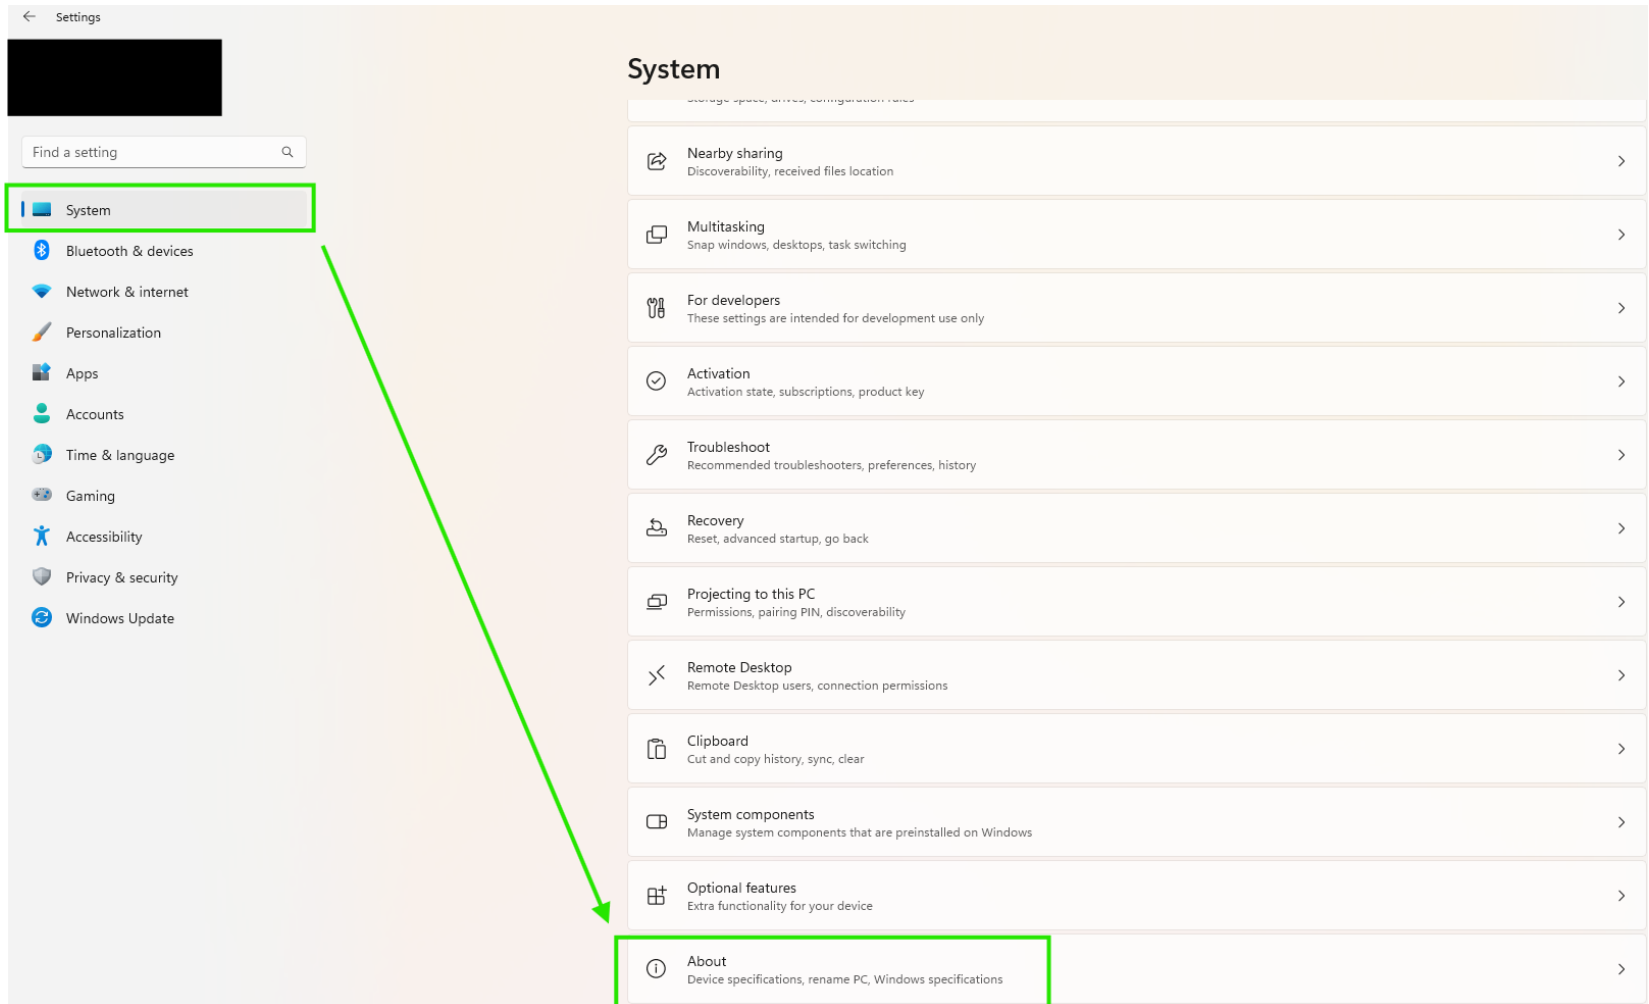 Settings
Find a setting
System
Bluetooth & devices
Network & internet
Personalization
Apps
Accounts
Time & language
Gaming
Accessibility
Privacy & security
Windows Update
System
Storage space, drives, configuration rules
Nearby sharing
Discoverability, received files location
Multitasking
Snap windows, desktops, task switching
For developers
These settings are intended for development use only
Activation
Activation state, subscriptions, product key
Troubleshoot
Recommended troubleshooters, preferences, history
Recovery
Reset, advanced startup, go back
Projecting to this PC
Permissions, pairing PIN, discoverability
Remote Desktop
Remote Desktop users, connection permissions
Clipboard
Cut and copy history, sync, clear
System components
Manage system components that are preinstalled on Windows
Optional features
Extra functionality for your device
About
Device specifications, rename PC, Windows specifications